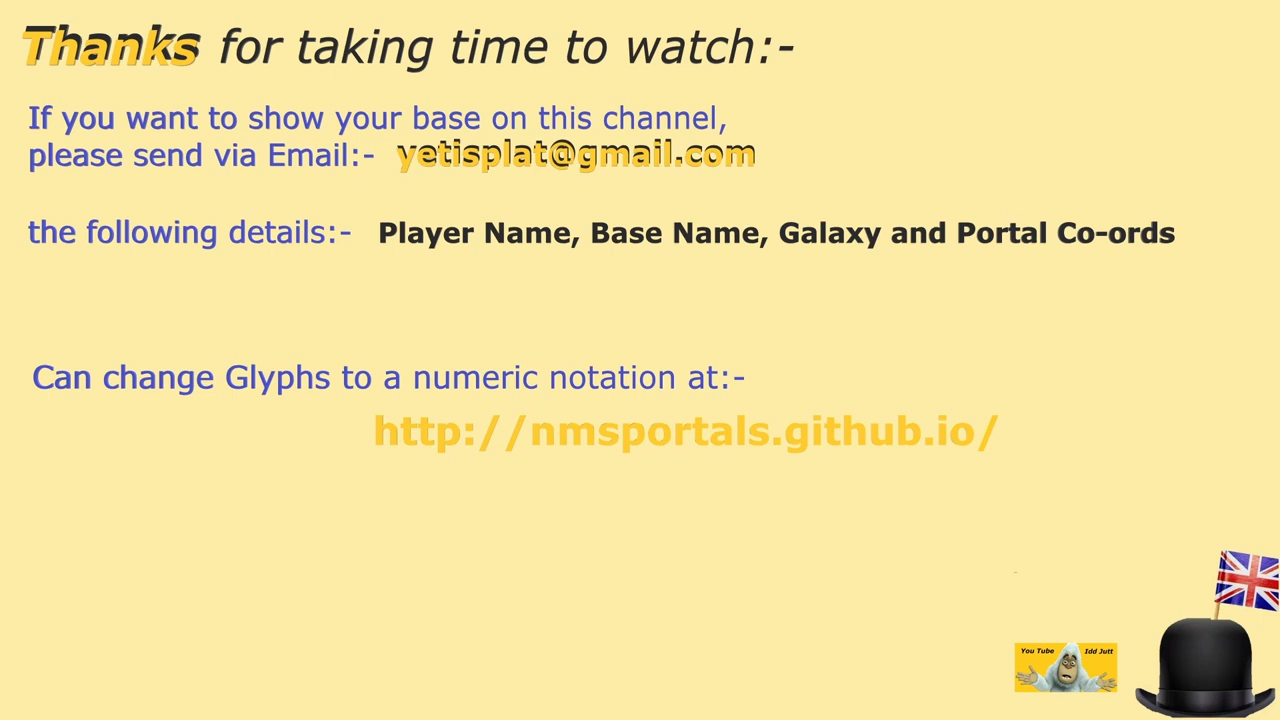 Thanks for taking time to watch:-
If you want to show your base on this channel,
please send via Email:- yetisplat@gmail.com
the following details:- Player Name, Base Name, Galaxy and Portal Co-ords
Can change Glyphs to a numeric notation at:-
http://nmsportals.github.io/
You Tube Idd Jutt